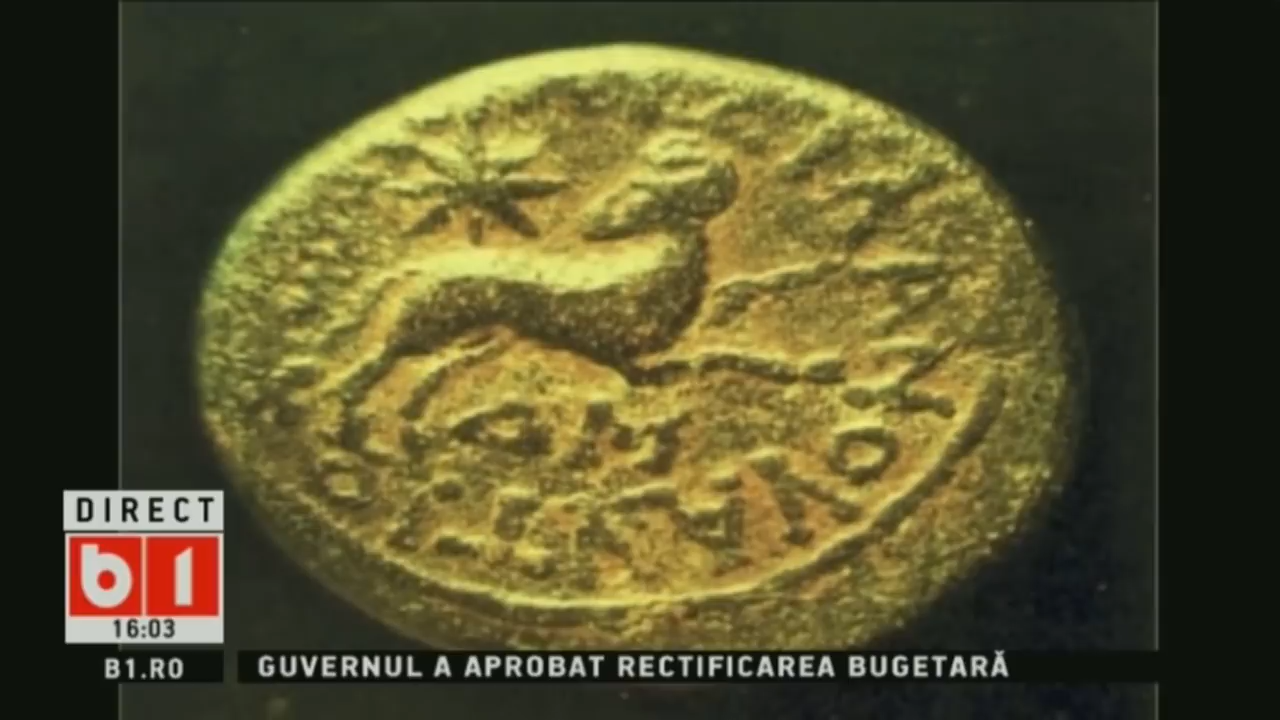 DIRECT
b1
16:03
B1.RO
GUVERNUL A APROBAT RECTIFICAREA BUGETARĂ